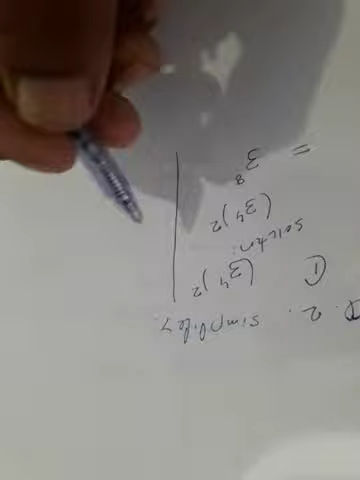 2. Simplify
(1) (3⁴)²
Solution:
(3⁴)²
= 3⁸